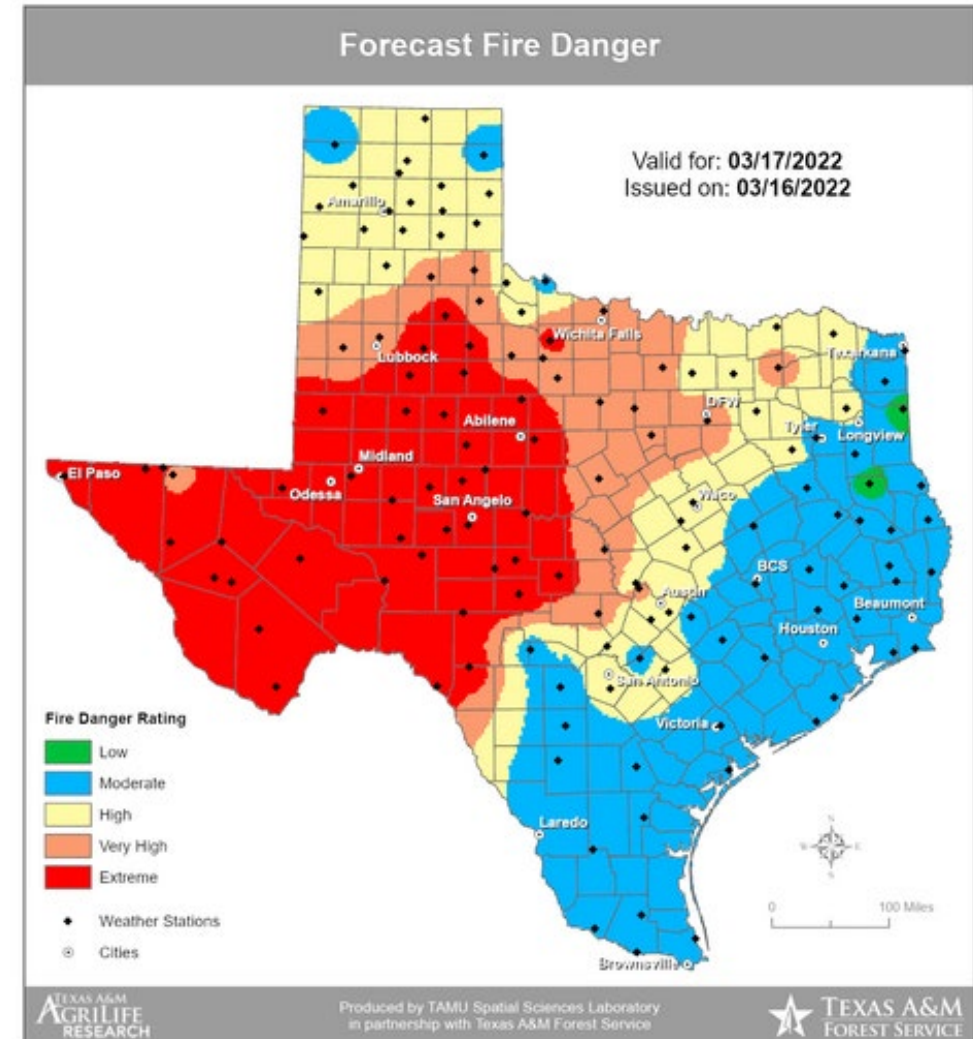 Forecast Fire Danger
Valid for: 03/17/2022
Issued on: 03/16/2022
Amarillo
Wichita Falls
Lubbock
Texarkana
DFW
Abilene
Tyler
Longview
Midland
El Paso
Odessa
San Angelo
Waco
BCS
Austin
Beaumont
Houston
San Antonio
Victoria
Laredo
Brownsville
Fire Danger Rating
Low
Moderate
High
Very High
Extreme
Weather Stations
Cities
N
W E
S
0 100 Miles
TEXAS A&M
AGRILIFE
RESEARCH
Produced by TAMU Spatial Sciences Laboratory
in partnership with Texas A&M Forest Service
TEXAS A&M
FOREST SERVICE